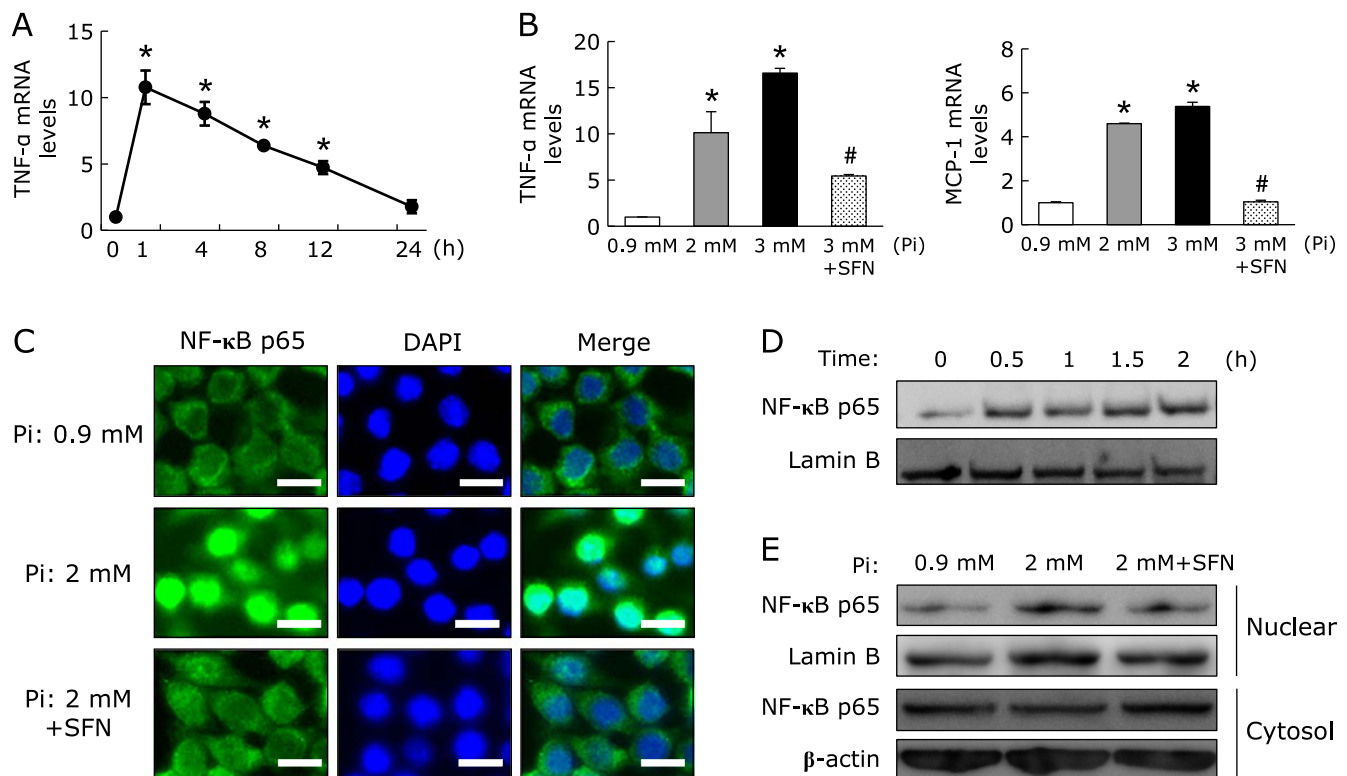 A
TNF-α mRNA
levels
15
10
5
0
* * * *
0 1 4 8 12 24 (h)
B
TNF-α mRNA
levels
20
15
10
5
0
* * #
0.9 mM 2 mM 3 mM 3 mM (Pi)
+SFN
MCP-1 mRNA
levels
8
6
4
2
0
* * #
0.9 mM 2 mM 3 mM 3 mM (Pi)
+SFN
C
NF-κB p65 DAPI Merge
Pi: 0.9 mM
Pi: 2 mM
Pi: 2 mM
+SFN
D
Time: 0 0.5 1 1.5 2 (h)
NF-κB p65
Lamin B
E
Pi: 0.9 mM 2 mM 2 mM+SFN
NF-κB p65
Lamin B
Nuclear
NF-κB p65
β-actin
Cytosol